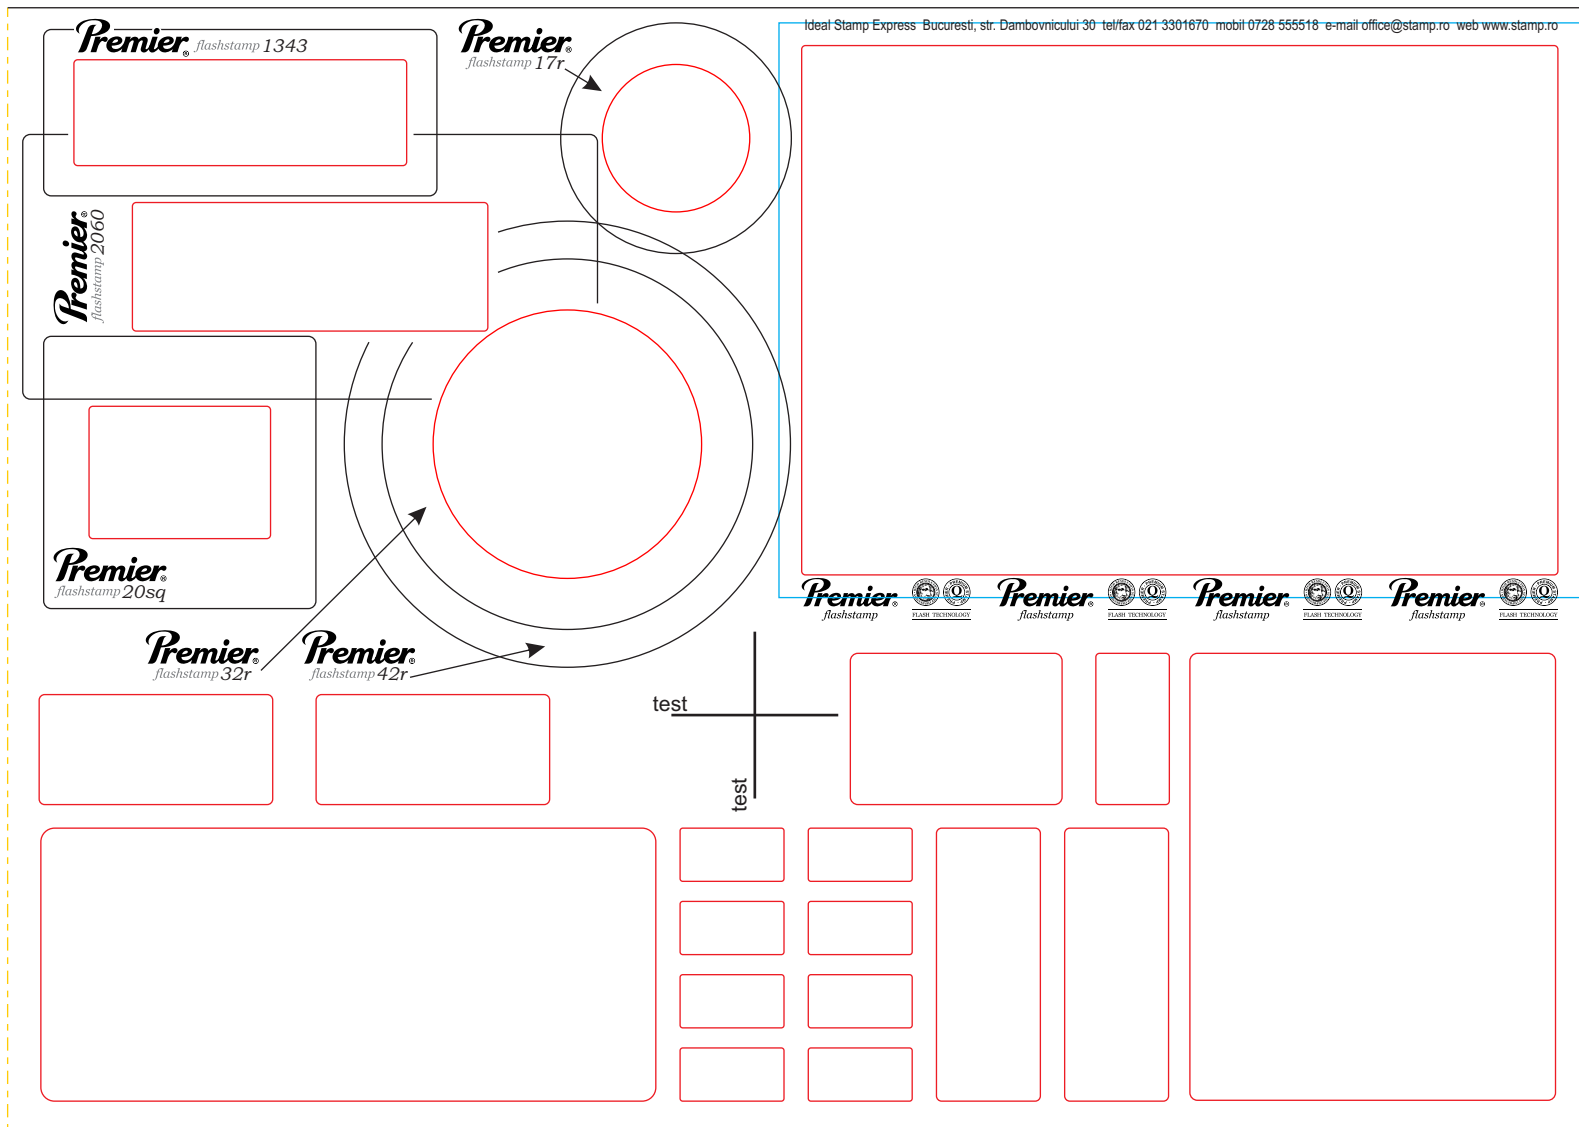 Premier® flashstamp 1343
Premier®
flashstamp 17r
Ideal Stamp Express Bucuresti, str. Dambovnicului 30 tel/fax 021 3301670 mobil 0728 555518 e-mail office@stamp.ro web www.stamp.ro
Premier®
flashstamp 2060
Premier®
flashstamp 20sq
Premier®
flashstamp 32r
Premier®
flashstamp 42r
Premier®
flashstamp
Q
FLASH TECHNOLOGY
Premier®
flashstamp
Q
FLASH TECHNOLOGY
Premier®
flashstamp
Q
FLASH TECHNOLOGY
Premier®
flashstamp
Q
FLASH TECHNOLOGY
test
test